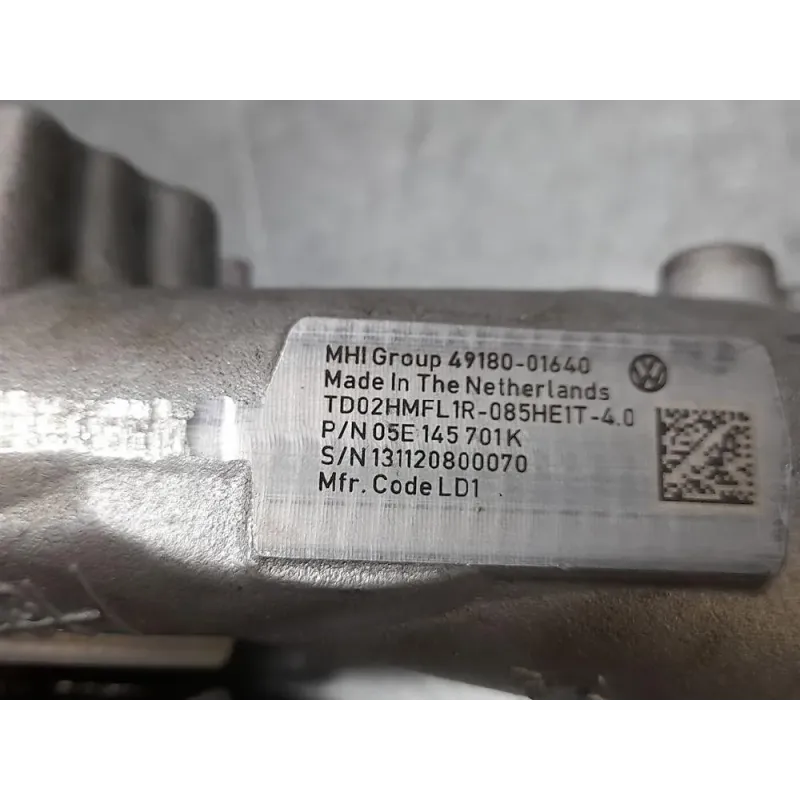 MHI Group 49180-01640
Made In The Netherlands
TD02HMFL1R-085HE1T-4.0
P/N 05E 145 701K
S/N 131120800070
Mfr. Code LD1